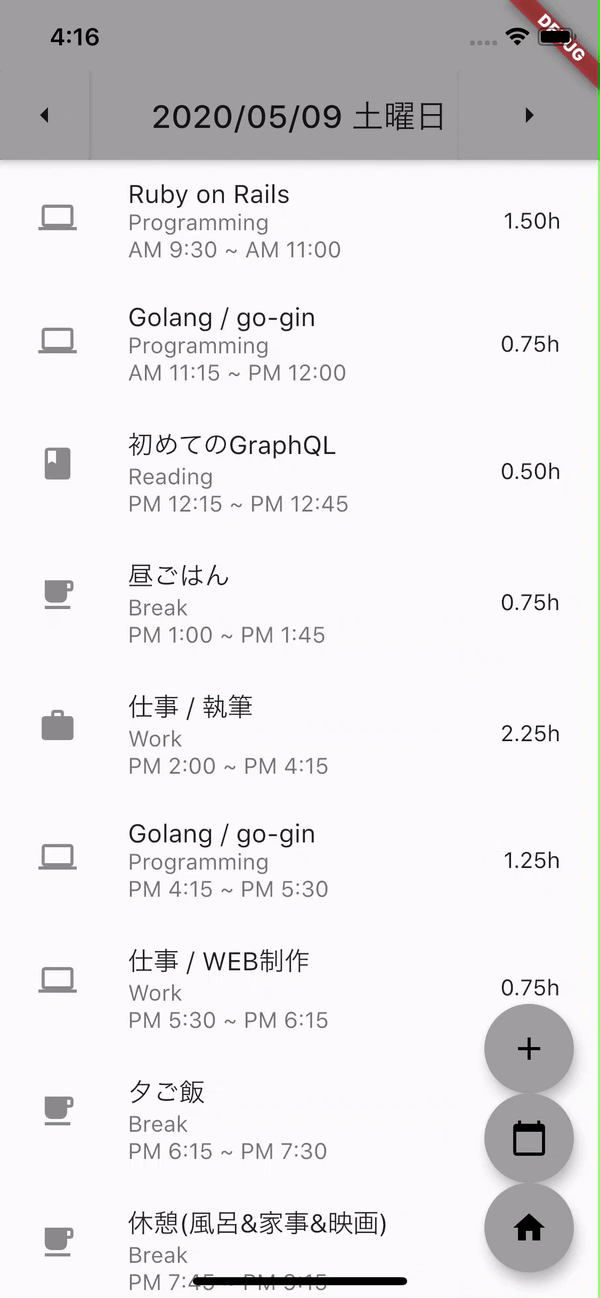 4:16
DEBUG
2020/05/09 土曜日
Ruby on Rails
Programming
AM 9:30 ~ AM 11:00
1.50h
Golang / go-gin
Programming
AM 11:15 ~ PM 12:00
0.75h
初めてのGraphQL
Reading
PM 12:15 ~ PM 12:45
0.50h
昼ごはん
Break
PM 1:00 ~ PM 1:45
0.75h
仕事 / 執筆
Work
PM 2:00 ~ PM 4:15
2.25h
Golang / go-gin
Programming
PM 4:15 ~ PM 5:30
1.25h
仕事 / WEB制作
Work
PM 5:30 ~ PM 6:15
0.75h
夕ご飯
Break
PM 6:15 ~ PM 7:30
休憩(風呂&家事&映画)
Break
PM 7:45 ~ PM 9:15